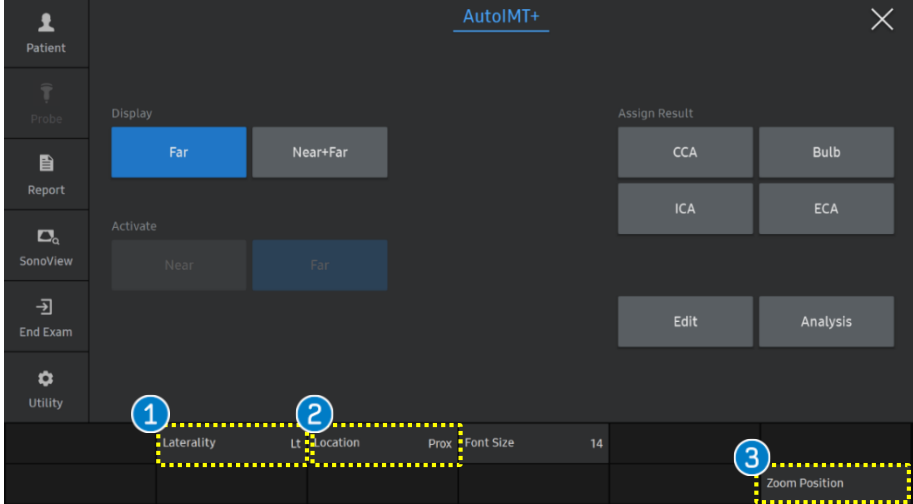 AutoIMT+
Patient
Probe
Report
SonoView
End Exam
Utility
Display
Far
Near+Far
Activate
Near
Far
Assign Result
CCA
Bulb
ICA
ECA
Edit
Analysis
1
2
Laterality Lt
Location Prox
Font Size 14
3
Zoom Position